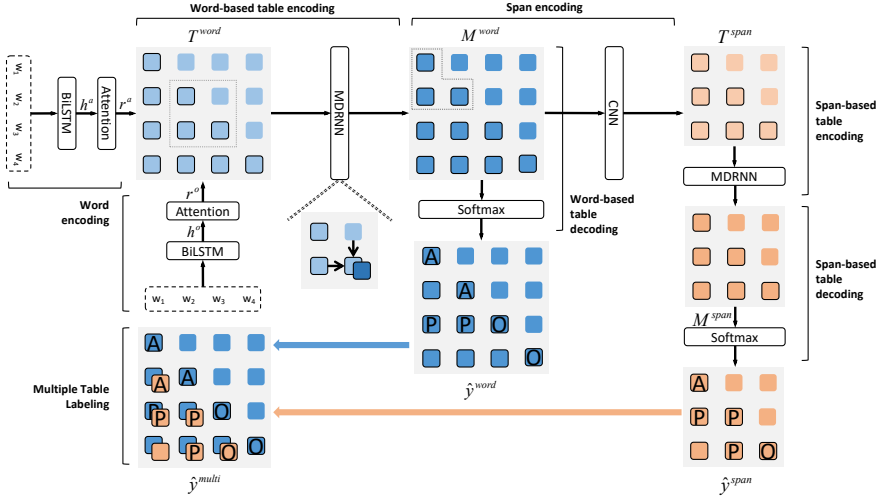 Word-based table encoding
Span encoding
T^word
M^word
T^span
w1
w2
w3
w4
BiLSTM
h^a
Attention
r^a
MDRNN
CNN
Span-based
table
encoding
Word
encoding
r^o
Attention
h^o
BiLSTM
w1 w2 w3 w4
Softmax
Word-based
table
decoding
MDRNN
Span-based
table
decoding
M^span
Softmax
A
A
P P O
O
ŷ^word
Multiple Table
Labeling
A
A A
P P P O
P O O
ŷ^multi
A
P P
P O
ŷ^span